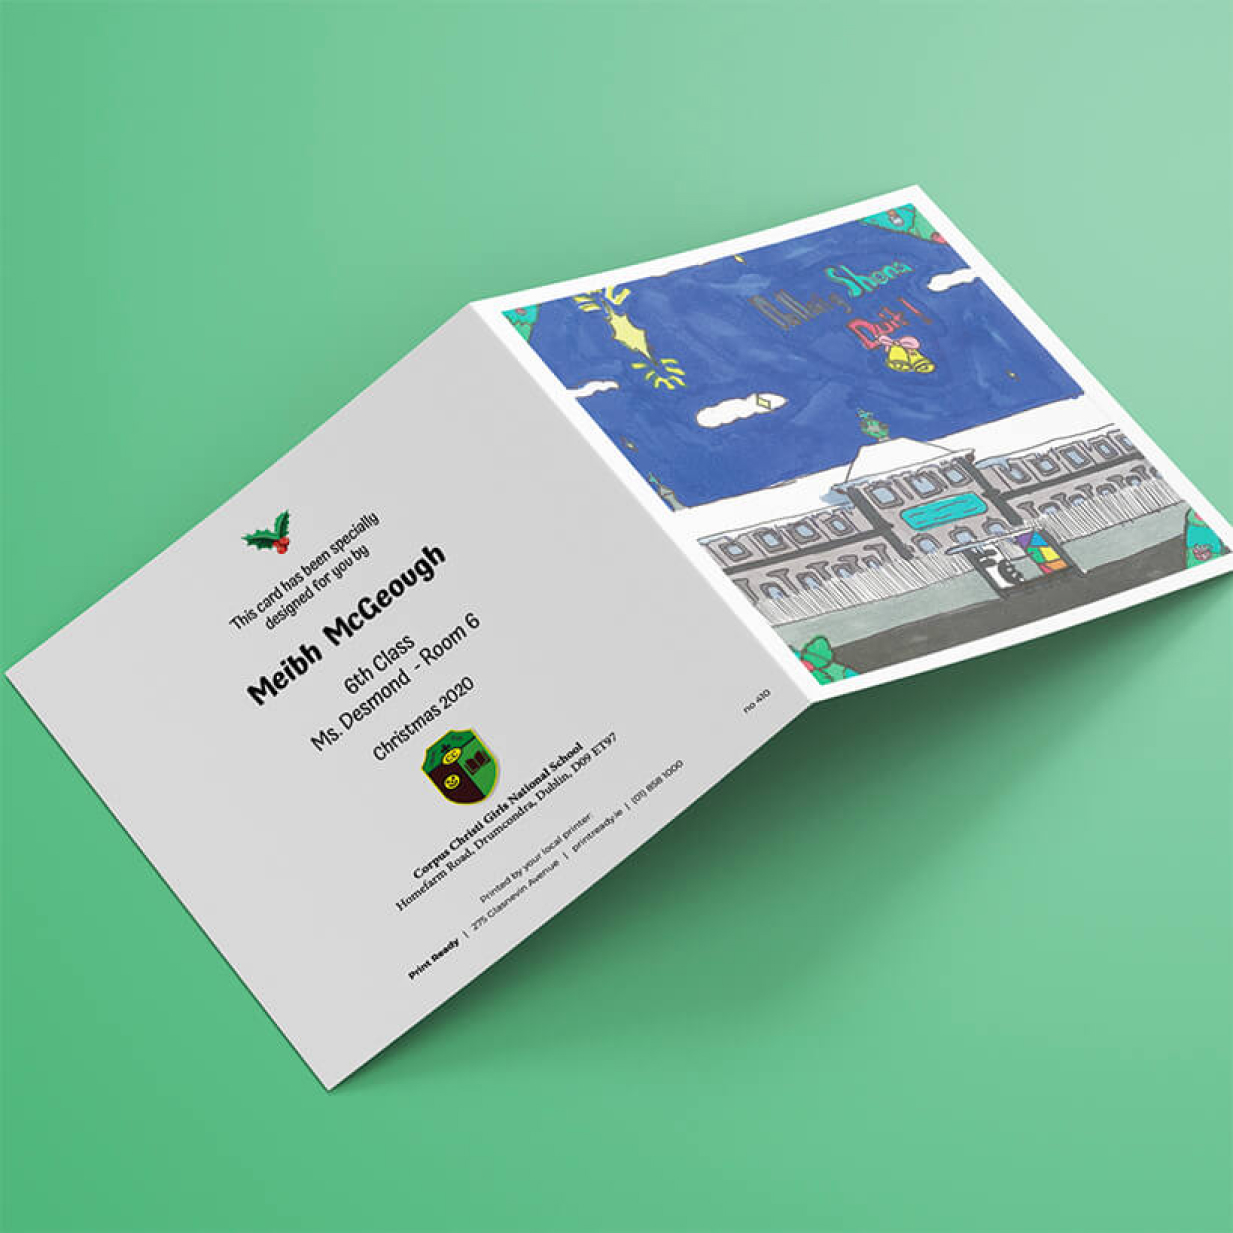 This card has been specially
designed for you by
Meibh McGeough
6th Class
Ms. Desmond - Room 6
Christmas 2020
CC
Corpus Christi Girls National School
Homefarm Road, Drumcondra, Dublin, D09 ET97
Printed by your local printer:
Print Ready | 275 Glasnevin Avenue | printready.ie | (01) 858 1000
no 410
Nollaig Shona
Duit !